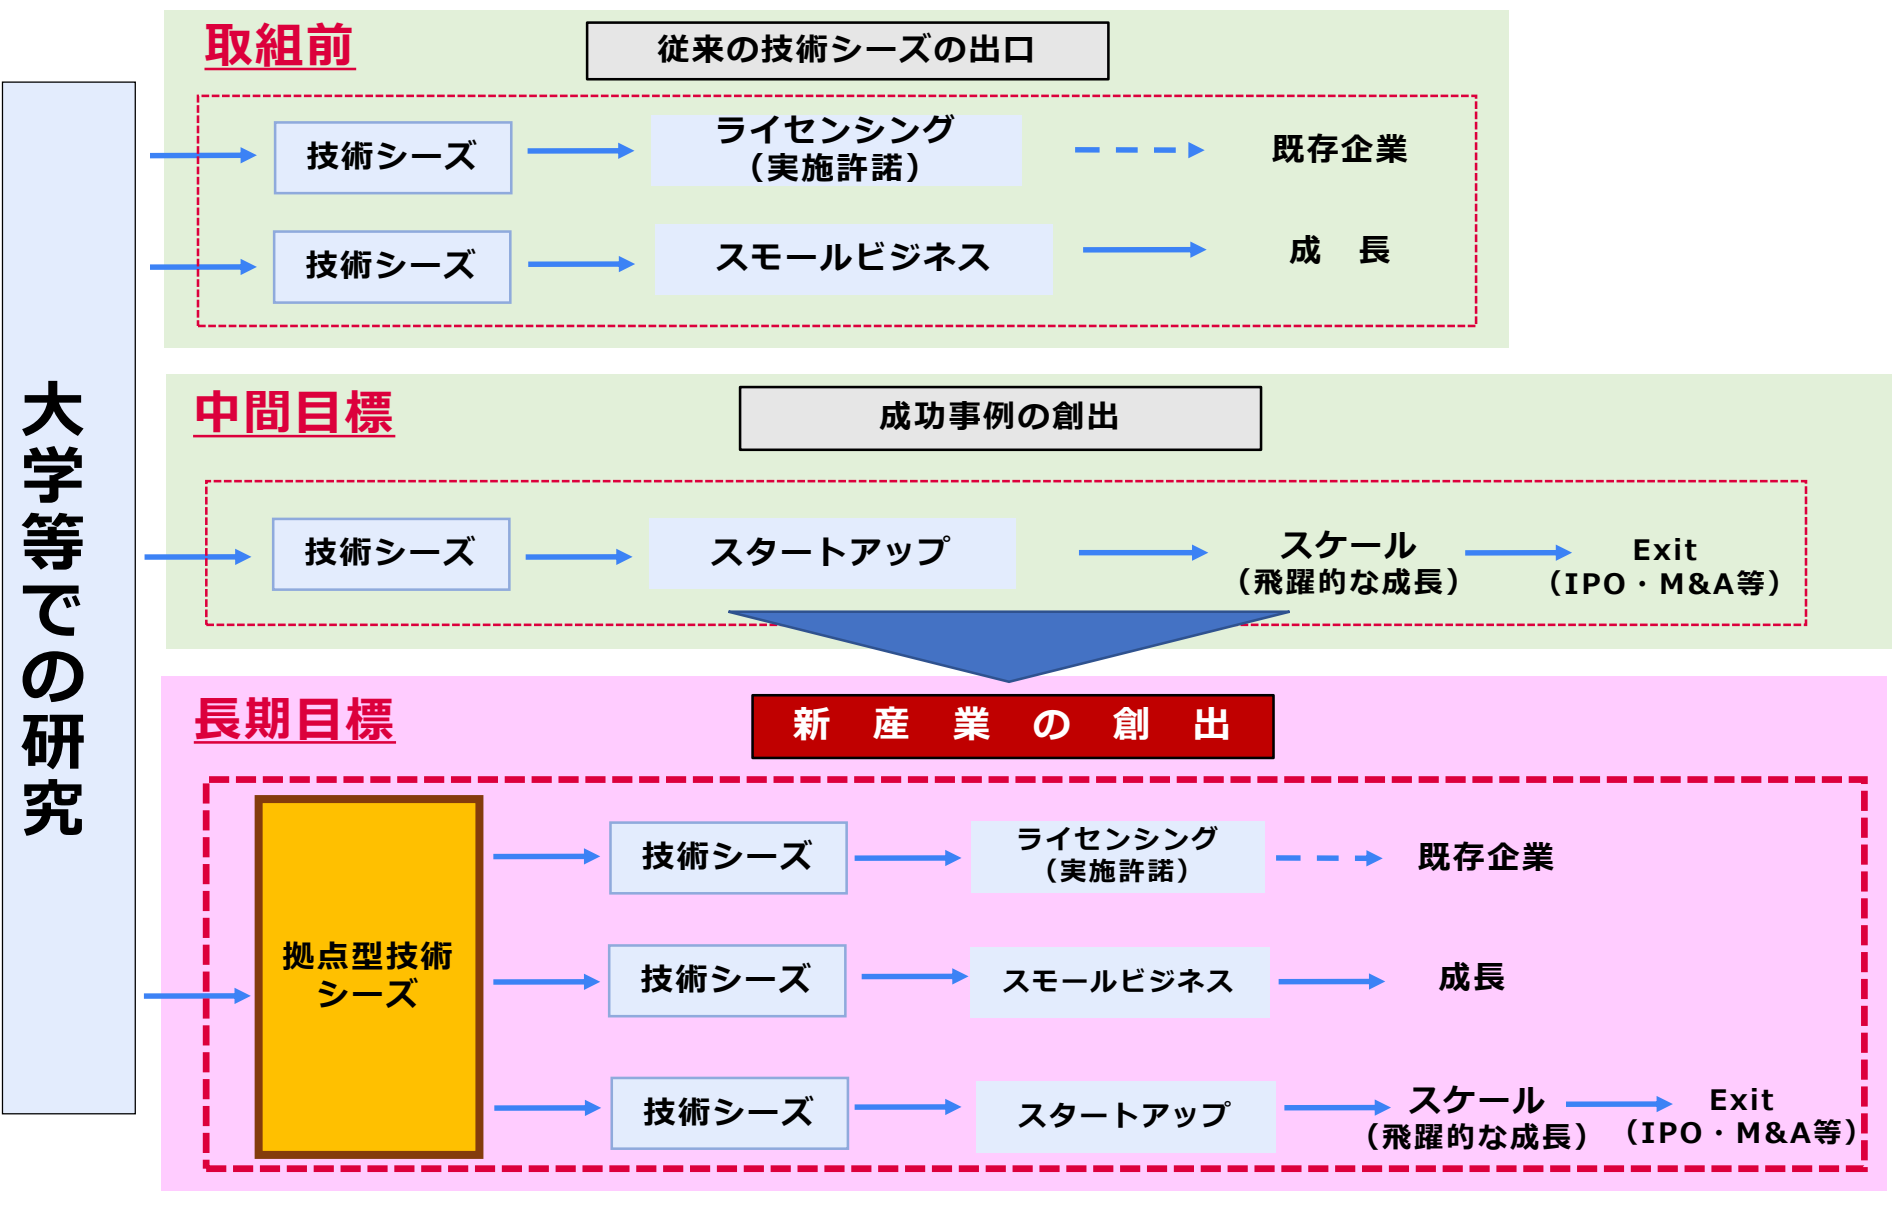 大学等での研究
取組前
従来の技術シーズの出口
技術シーズ
ライセンシング
（実施許諾）
既存企業
技術シーズ
スモールビジネス
成　長
中間目標
成功事例の創出
技術シーズ
スタートアップ
スケール
（飛躍的な成長）
Exit
（IPO・M&A等）
長期目標
新　産　業　の　創　出
拠点型技術
シーズ
技術シーズ
ライセンシング
（実施許諾）
既存企業
技術シーズ
スモールビジネス
成長
技術シーズ
スタートアップ
スケール
（飛躍的な成長）
Exit
（IPO・M&A等）